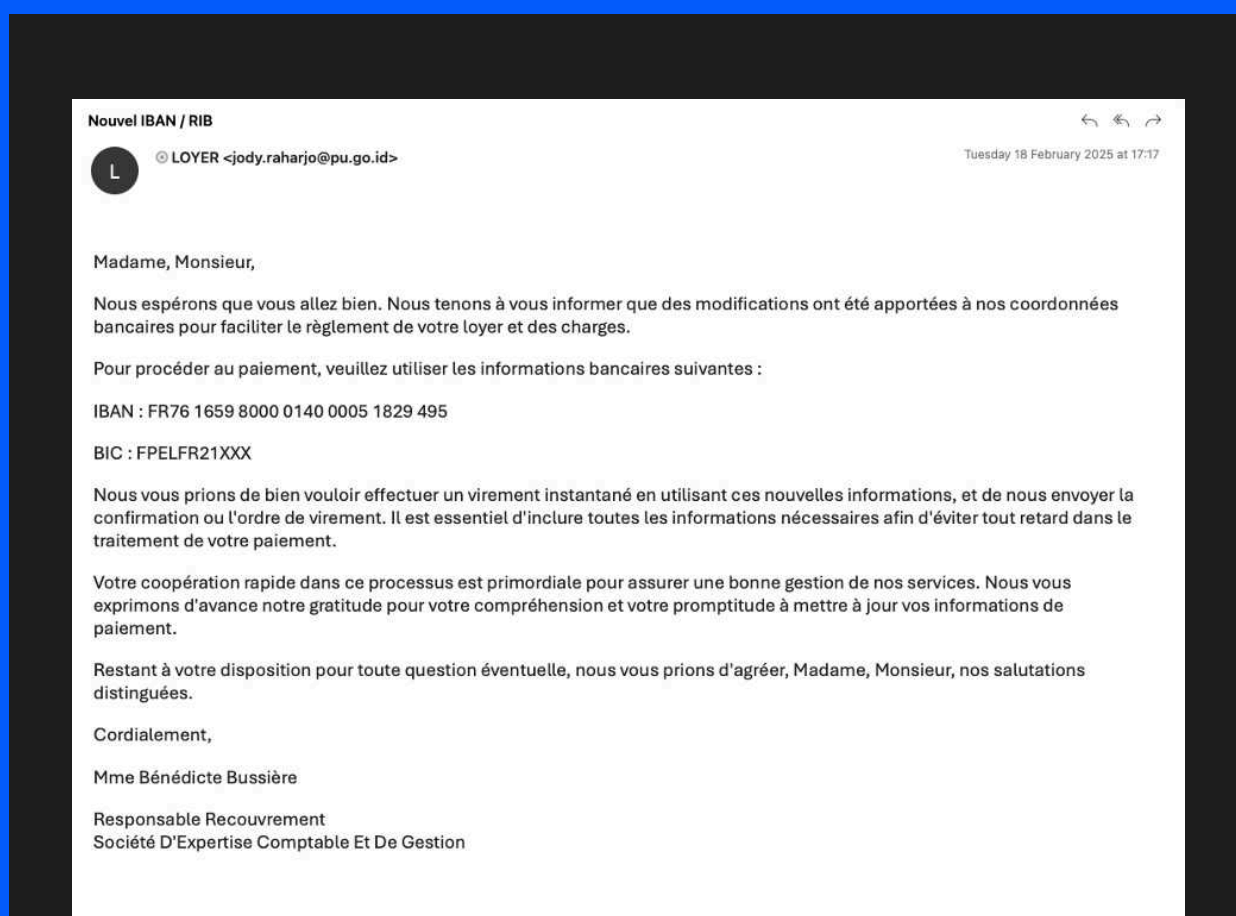 Nouvel IBAN / RIB
L
LOYER <jody.raharjo@pu.go.id>
Tuesday 18 February 2025 at 17:17
Madame, Monsieur,
Nous espérons que vous allez bien. Nous tenons à vous informer que des modifications ont été apportées à nos coordonnées
bancaires pour faciliter le règlement de votre loyer et des charges.
Pour procéder au paiement, veuillez utiliser les informations bancaires suivantes :
IBAN : FR76 1659 8000 0140 0005 1829 495
BIC : FPELFR21XXX
Nous vous prions de bien vouloir effectuer un virement instantané en utilisant ces nouvelles informations, et de nous envoyer la
confirmation ou l'ordre de virement. Il est essentiel d'inclure toutes les informations nécessaires afin d'éviter tout retard dans le
traitement de votre paiement.
Votre coopération rapide dans ce processus est primordiale pour assurer une bonne gestion de nos services. Nous vous
exprimons d'avance notre gratitude pour votre compréhension et votre promptitude à mettre à jour vos informations de
paiement.
Restant à votre disposition pour toute question éventuelle, nous vous prions d'agréer, Madame, Monsieur, nos salutations
distinguées.
Cordialement,
Mme Bénédicte Bussière
Responsable Recouvrement
Société D'Expertise Comptable Et De Gestion